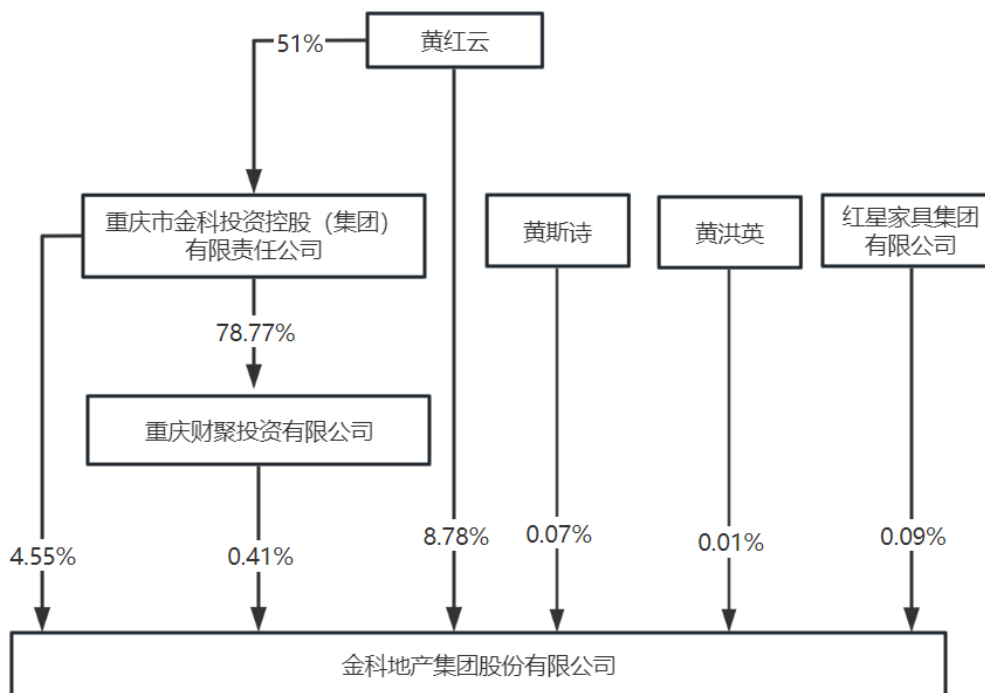 黄红云
51%
重庆市金科投资控股（集团）
有限责任公司
黄斯诗
黄洪英
红星家具集团
有限公司
78.77%
重庆财聚投资有限公司
4.55%
0.41%
8.78%
0.07%
0.01%
0.09%
金科地产集团股份有限公司